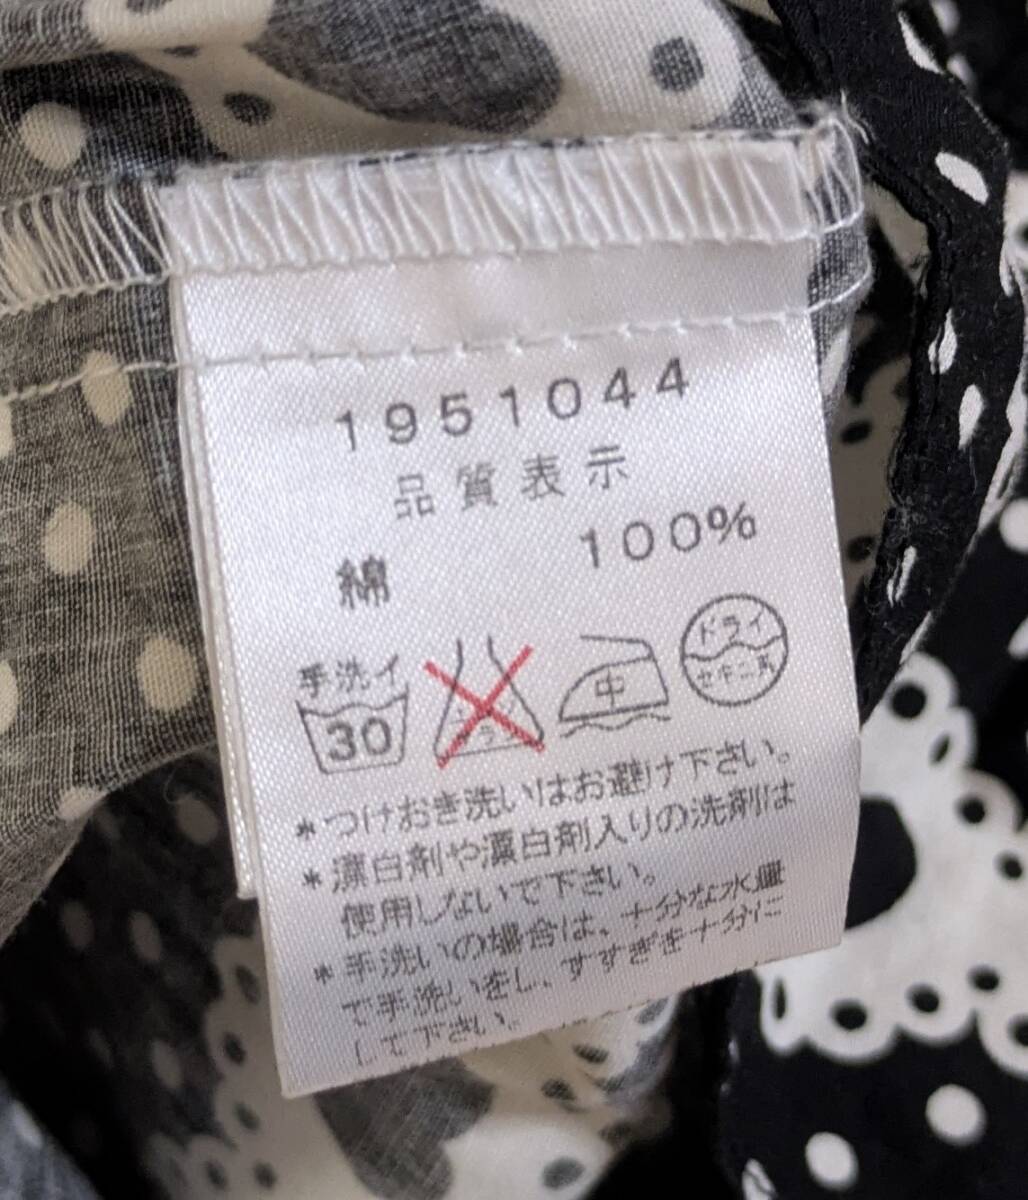 1951044
品質表示
綿 100%
手洗イ
30
中
ドライ
セキユ系
*つけおき洗いはお避け下さい。
*漂白剤や漂白剤入りの洗剤は
使用しないで下さい。
*手洗いの場合は、十分な水量
で手洗いをし、すすぎを十分に
して下さい。